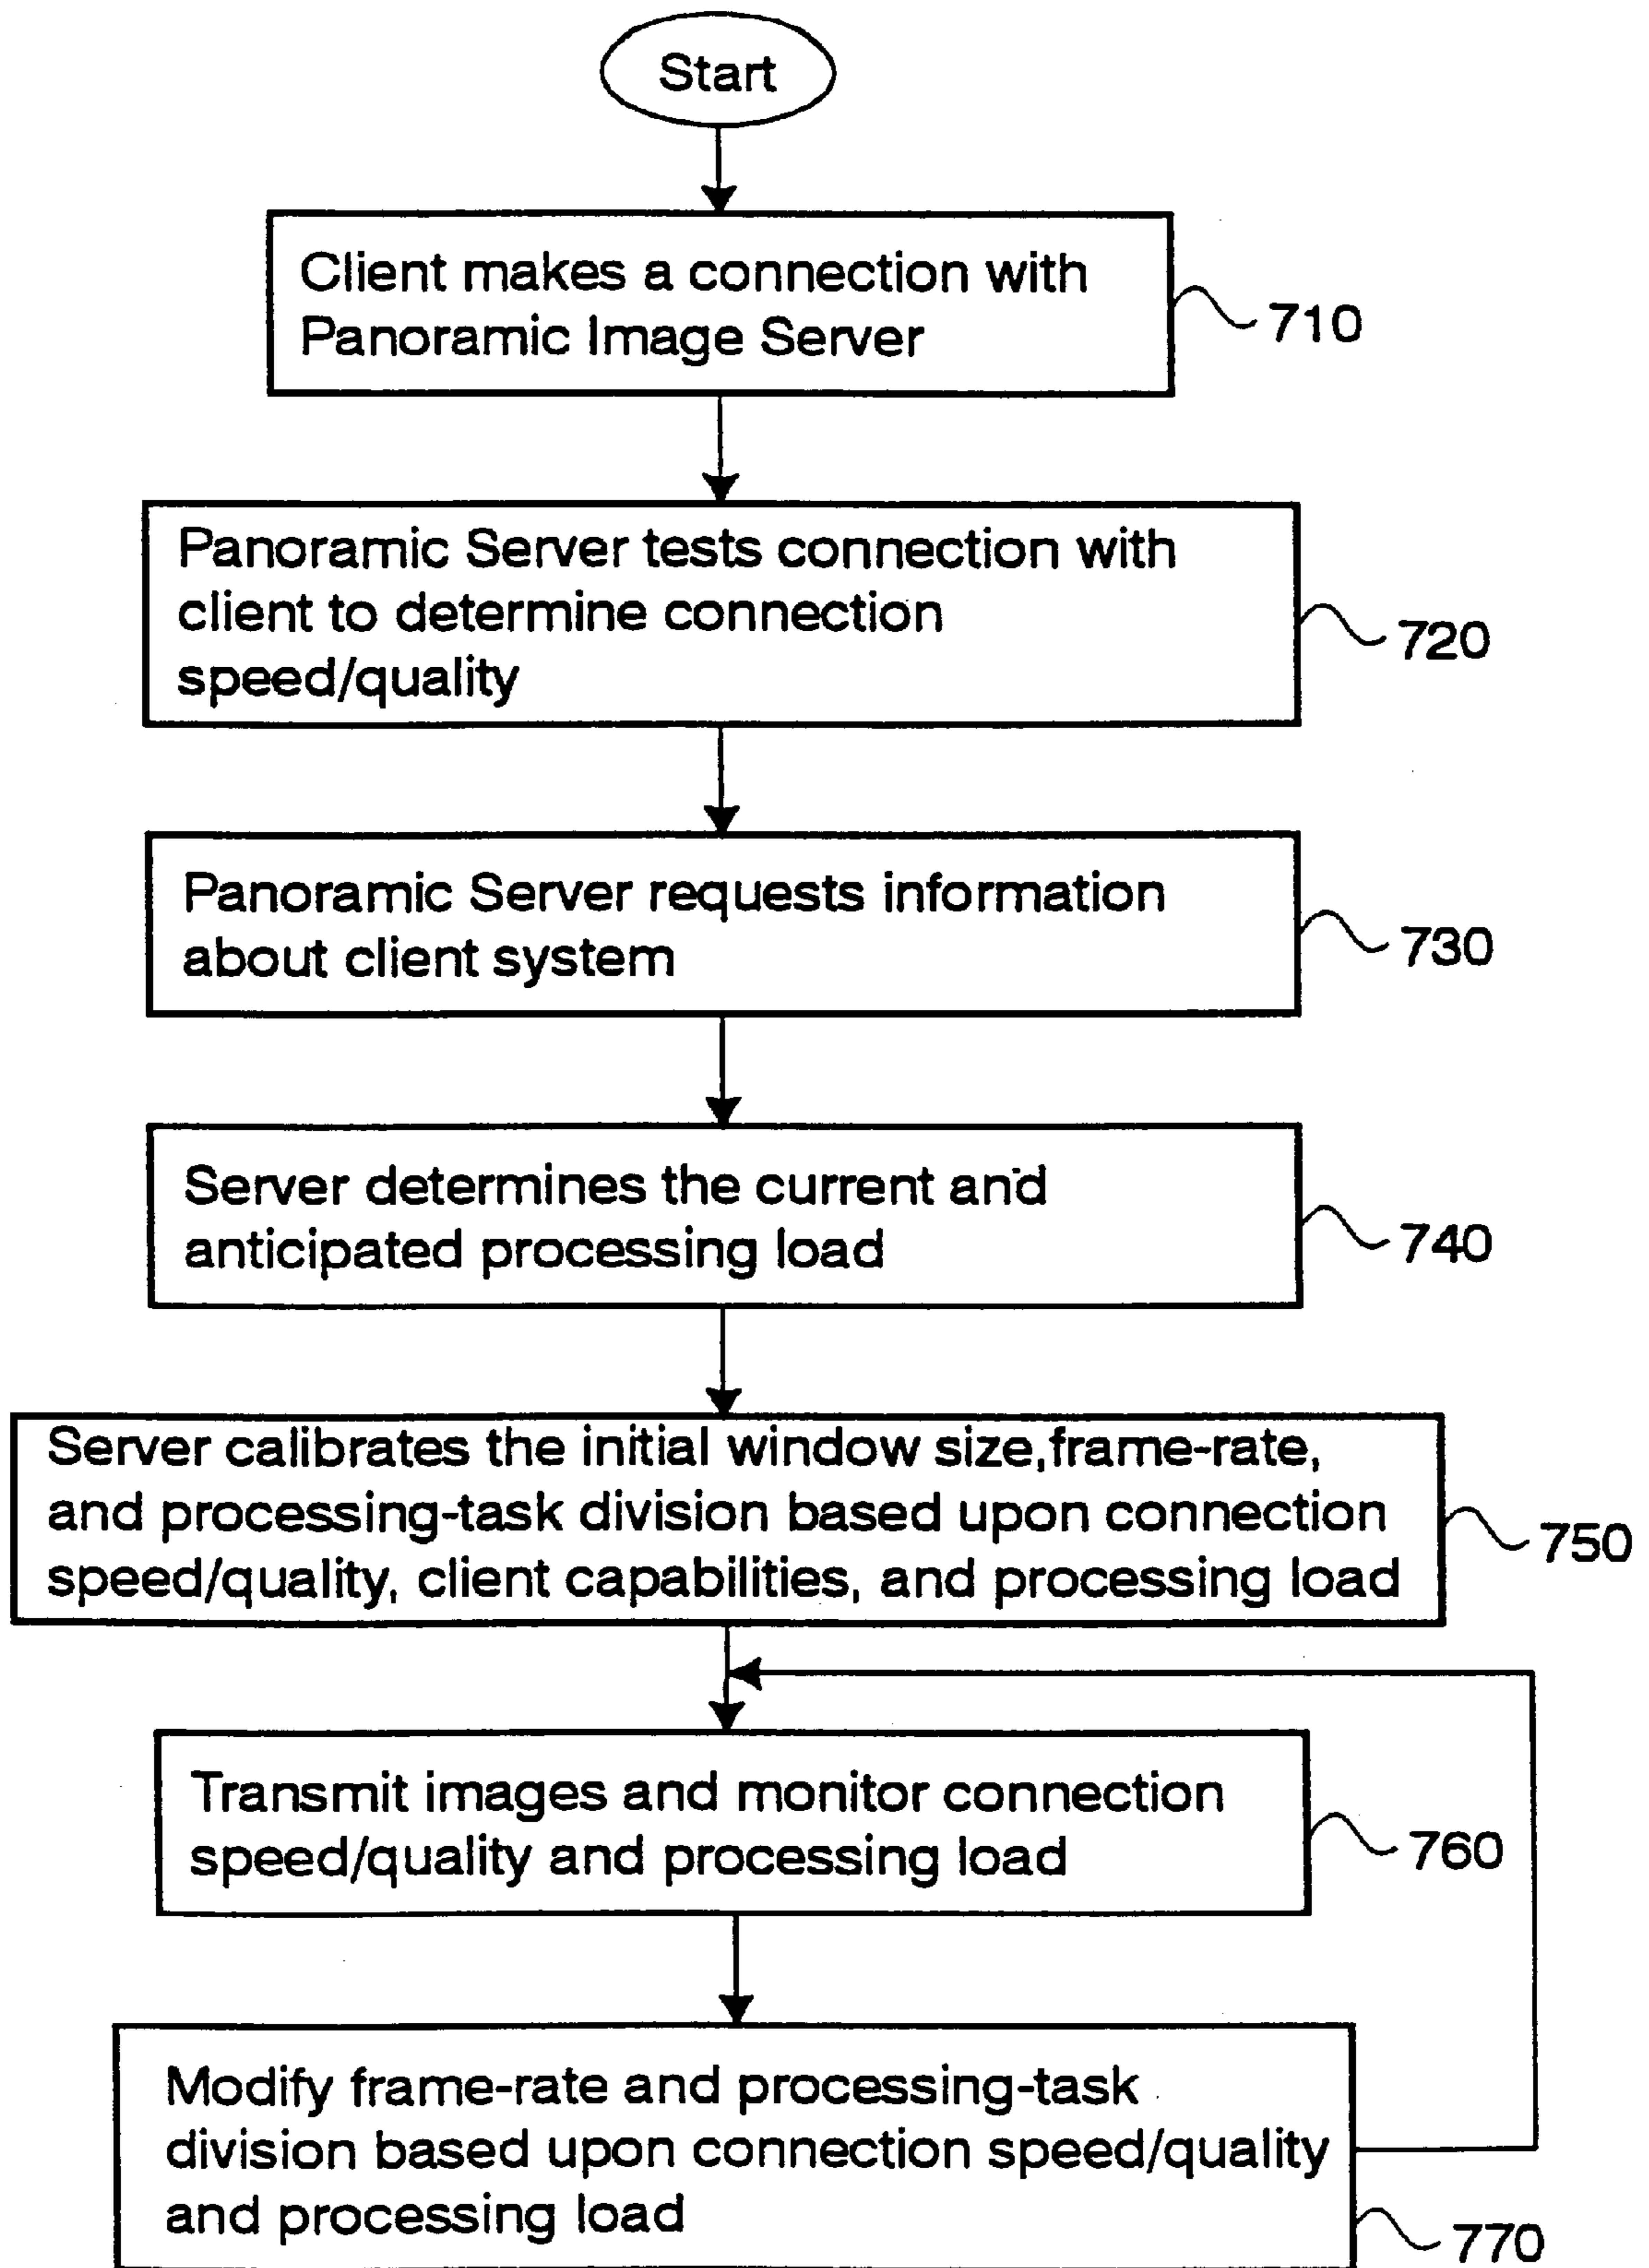 Start
Client makes a connection with
Panoramic Image Server
710
Panoramic Server tests connection with
client to determine connection
speed/quality
720
Panoramic Server requests information
about client system
730
Server determines the current and
anticipated processing load
740
Server calibrates the initial window size,frame-rate,
and processing-task division based upon connection
speed/quality, client capabilities, and processing load
750
Transmit images and monitor connection
speed/quality and processing load
760
Modify frame-rate and processing-task
division based upon connection speed/quality
and processing load
770